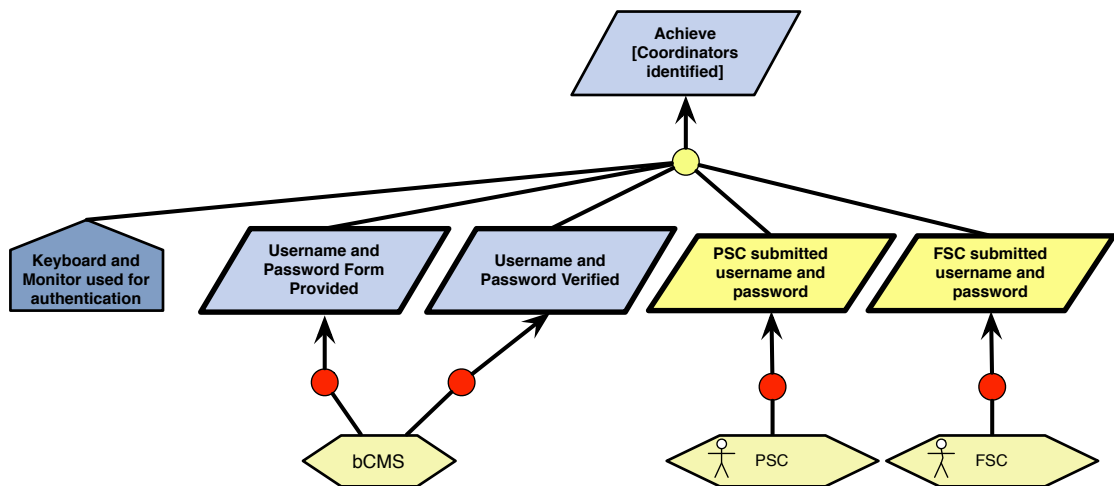 Achieve
[Coordinators
identified]
Keyboard and
Monitor used for
authentication
Username and
Password Form
Provided
Username and
Password Verified
PSC submitted
username and
password
FSC submitted
username and
password
bCMS
PSC
FSC